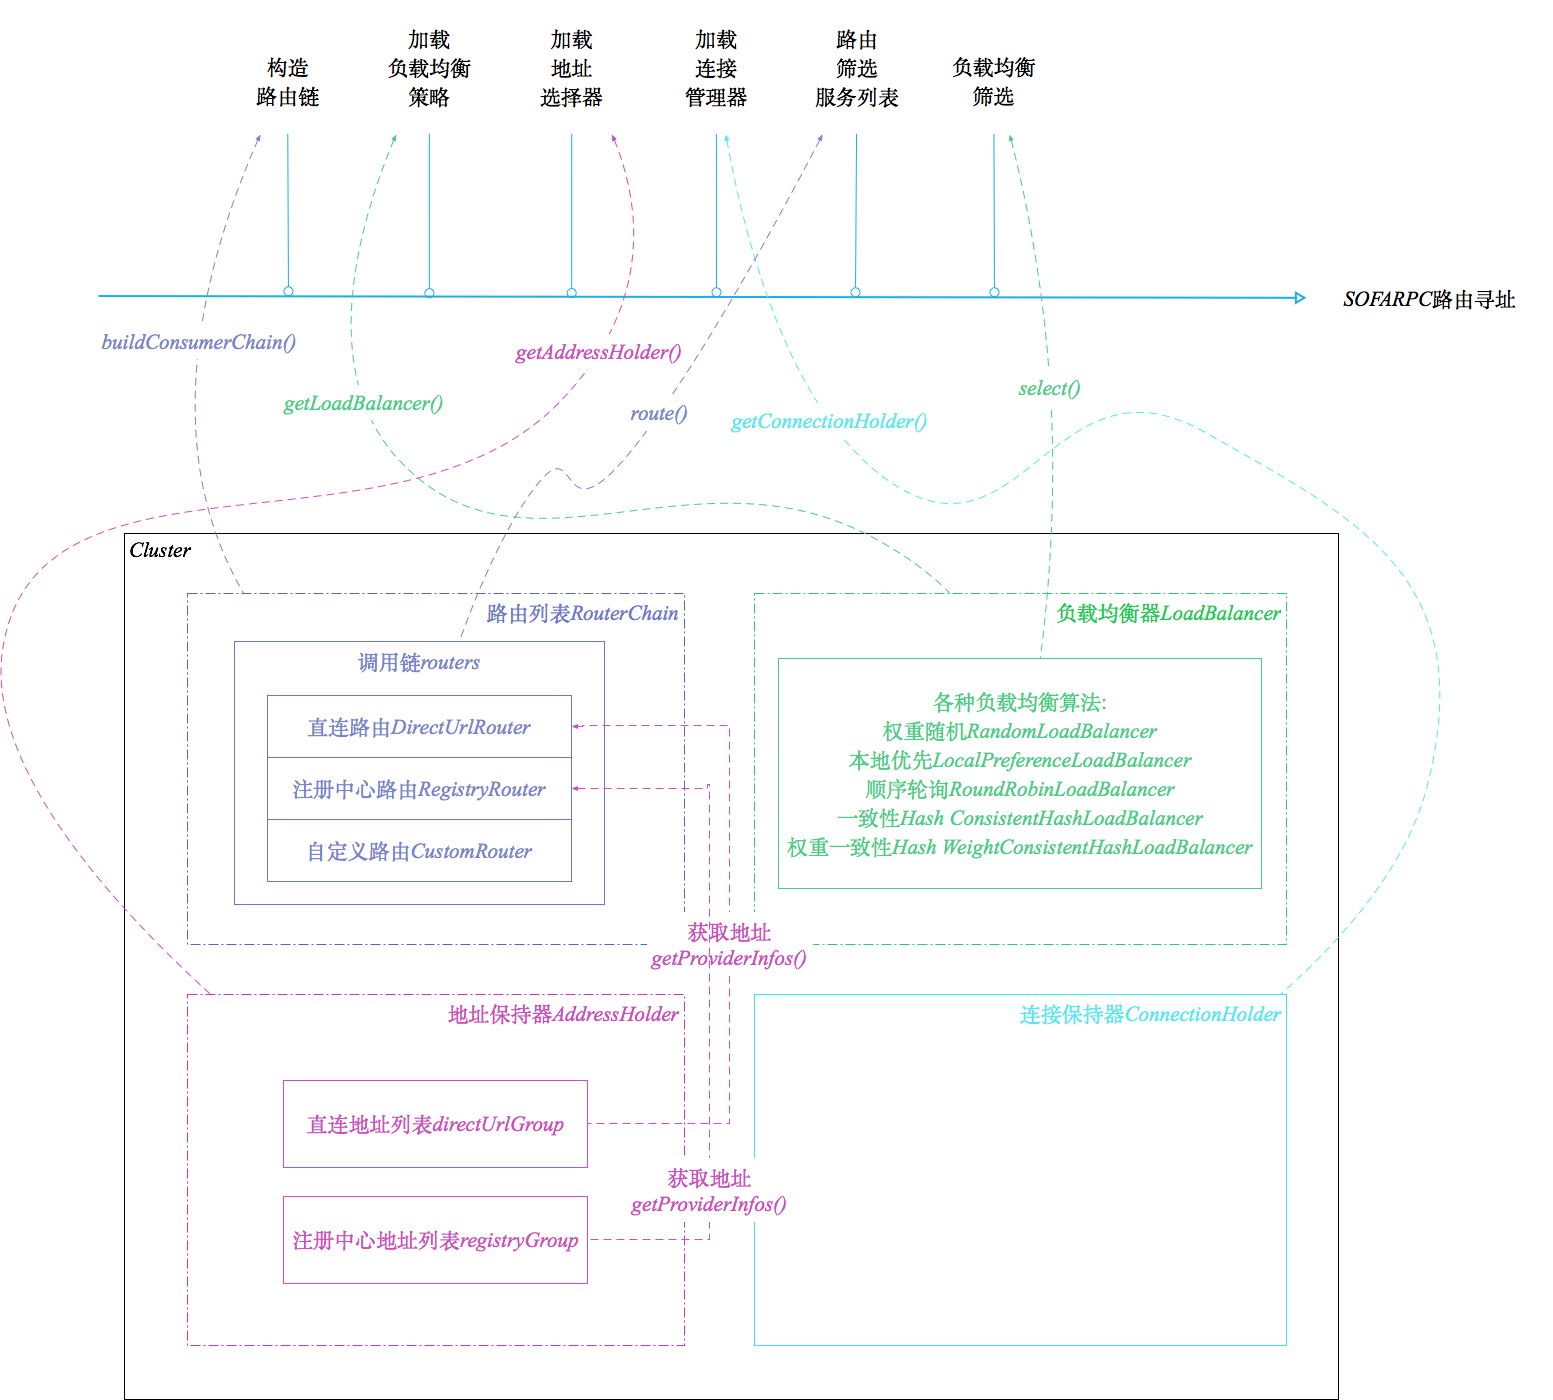 构造
路由链
加载
负载均衡
策略
加载
地址
选择器
加载
连接
管理器
路由
筛选
服务列表
负载均衡
筛选
SOFARPC路由寻址
buildConsumerChain()
getAddressHolder()
getLoadBalancer()
route()
getConnectionHolder()
select()
Cluster
路由列表RouterChain
调用链routers
直连路由DirectUrlRouter
注册中心路由RegistryRouter
自定义路由CustomRouter
负载均衡器LoadBalancer
各种负载均衡算法:
权重随机RandomLoadBalancer
本地优先LocalPreferenceLoadBalancer
顺序轮询RoundRobinLoadBalancer
一致性Hash ConsistentHashLoadBalancer
权重一致性Hash WeightConsistentHashLoadBalancer
获取地址
getProviderInfos()
地址保持器AddressHolder
直连地址列表directUrlGroup
获取地址
getProviderInfos()
注册中心地址列表registryGroup
连接保持器ConnectionHolder